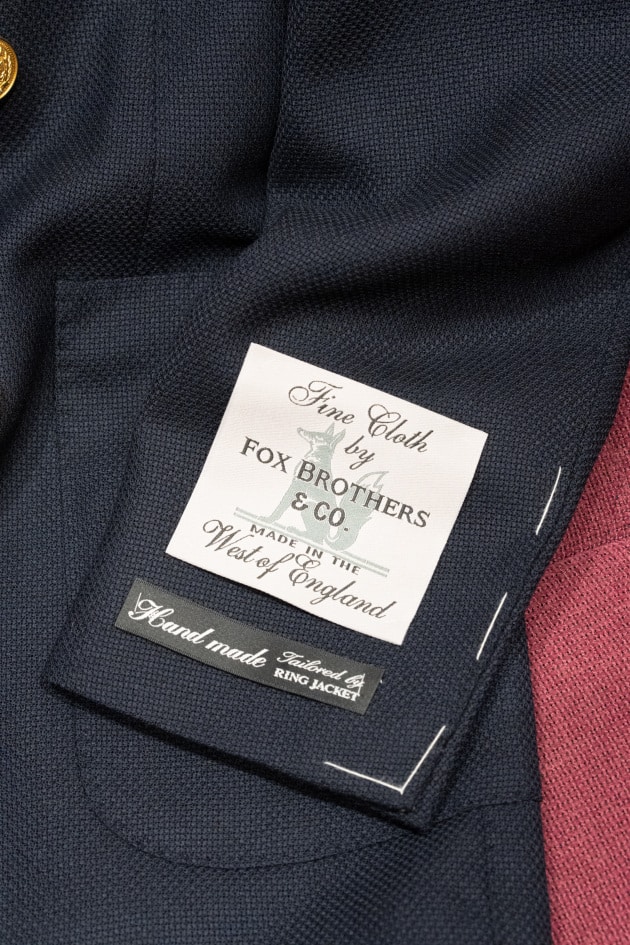 Fine Cloth
by
FOX BROTHERS
& CO.
MADE IN THE
West of England
Hand made Tailored by
RING JACKET